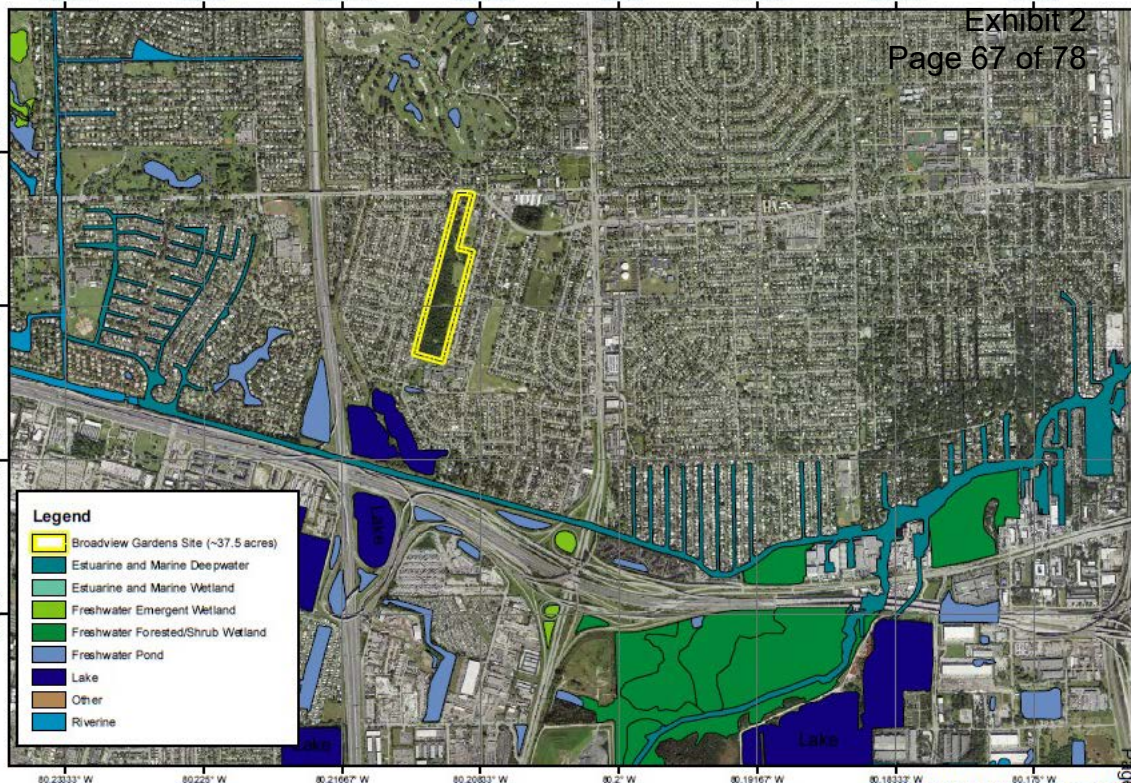 Exhibit 2
Page 67 of 78
Lake
Legend
Broadview Gardens Site (~37.5 acres)
Estuarine and Marine Deepwater
Estuarine and Marine Wetland
Freshwater Emergent Wetland
Freshwater Forested/Shrub Wetland
Freshwater Pond
Lake
Other
Riverine
Lake
Lake
80.23333° W 80.225° W 80.21667° W 80.20833° W 80.2° W 80.19167° W 80.18333° W 80.175° W